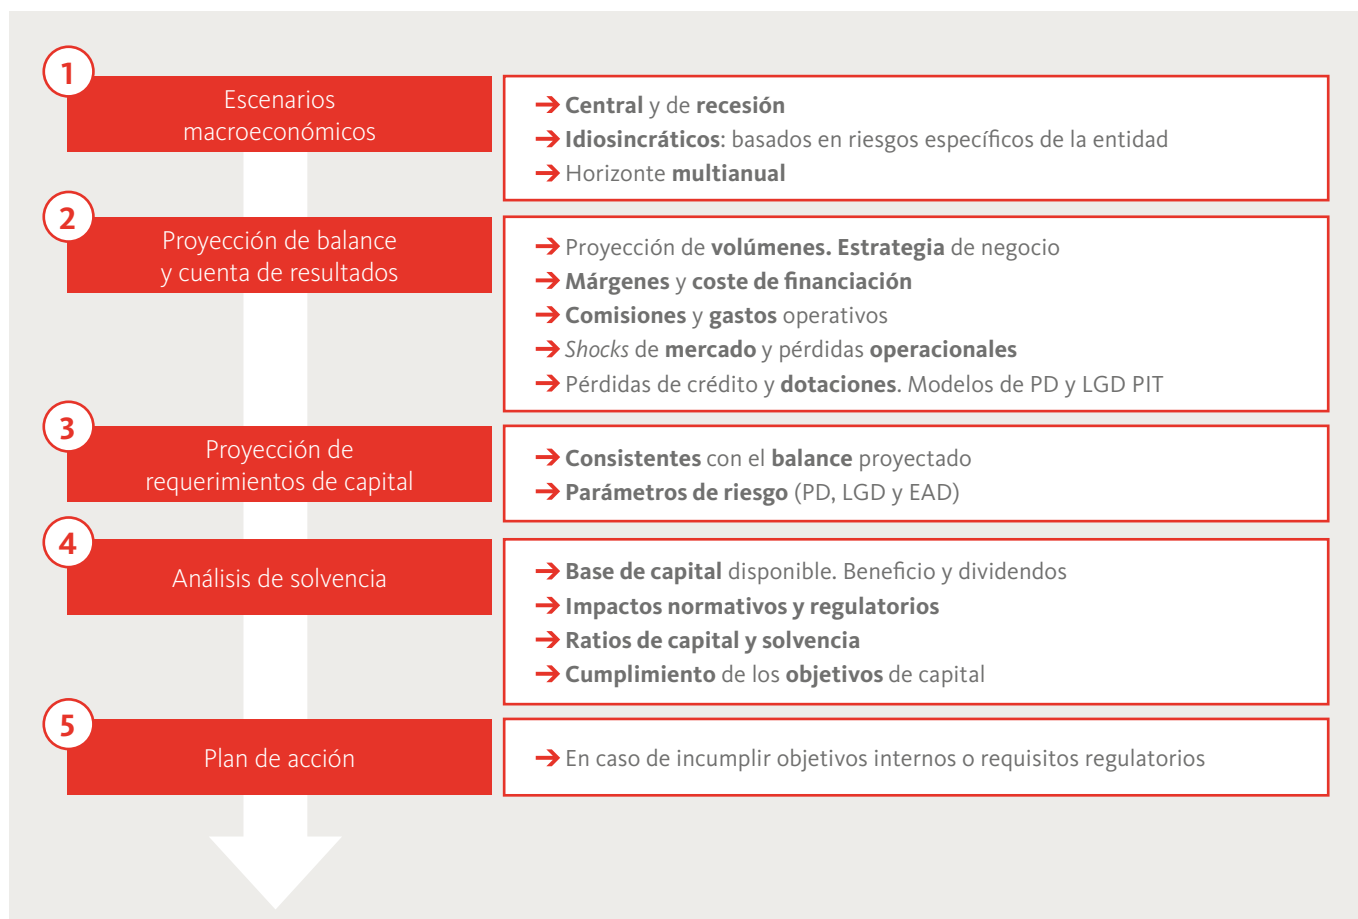 1
Escenarios
macroeconómicos
➔ Central y de recesión
➔ Idiosincráticos: basados en riesgos específicos de la entidad
➔ Horizonte multianual
2
Proyección de balance
y cuenta de resultados
➔ Proyección de volúmenes. Estrategia de negocio
➔ Márgenes y coste de financiación
➔ Comisiones y gastos operativos
➔ Shocks de mercado y pérdidas operacionales
➔ Pérdidas de crédito y dotaciones. Modelos de PD y LGD PIT
3
Proyección de
requerimientos de capital
➔ Consistentes con el balance proyectado
➔ Parámetros de riesgo (PD, LGD y EAD)
4
Análisis de solvencia
➔ Base de capital disponible. Beneficio y dividendos
➔ Impactos normativos y regulatorios
➔ Ratios de capital y solvencia
➔ Cumplimiento de los objetivos de capital
5
Plan de acción
➔ En caso de incumplir objetivos internos o requisitos regulatorios